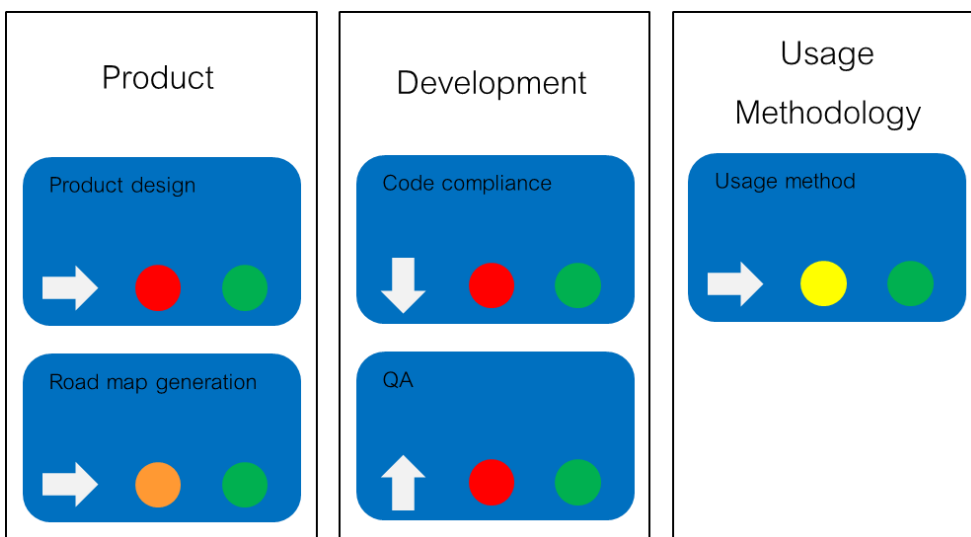 Product
Product design
Road map generation
Development
Code compliance
QA
Usage
Methodology
Usage method